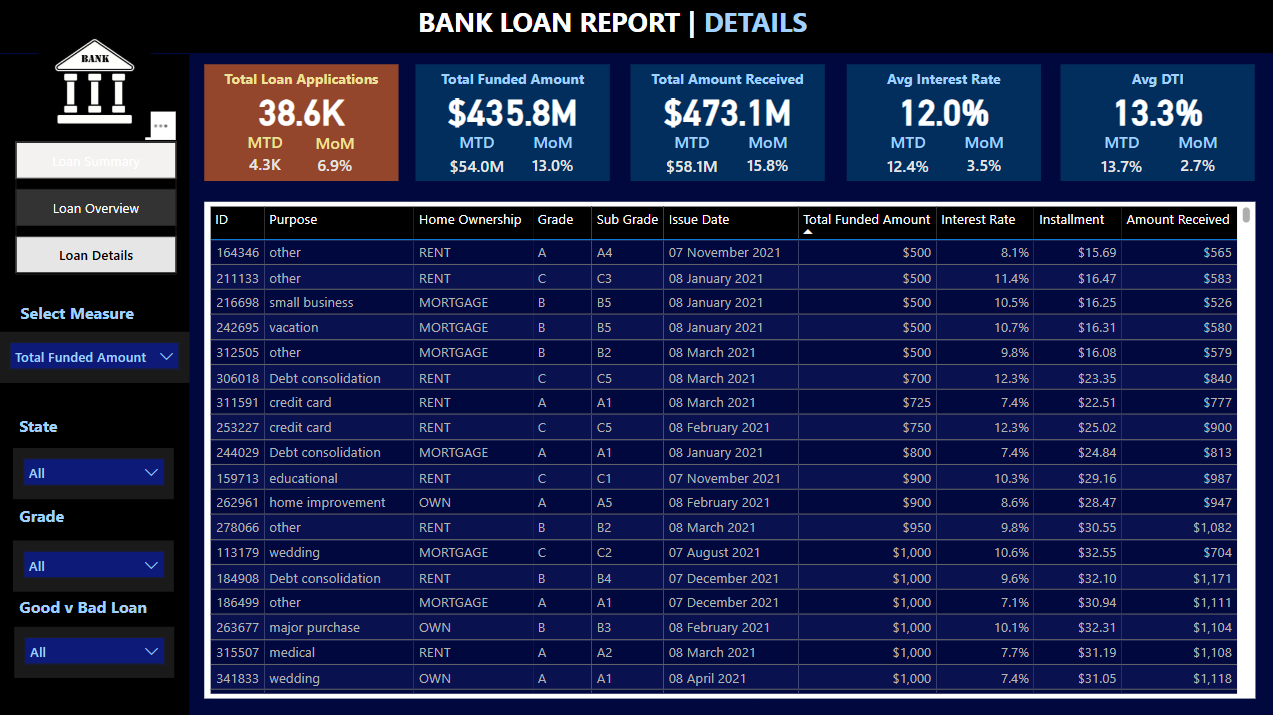 BANK LOAN REPORT | DETAILS
BANK
Loan Summary
Loan Overview
Loan Details
Select Measure
Total Funded Amount
State
All
Grade
All
Good v Bad Loan
All
Total Loan Applications
38.6K
MTD MoM
4.3K 6.9%
Total Funded Amount
$435.8M
MTD MoM
$54.0M 13.0%
Total Amount Received
$473.1M
MTD MoM
$58.1M 15.8%
Avg Interest Rate
12.0%
MTD MoM
12.4% 3.5%
Avg DTI
13.3%
MTD MoM
13.7% 2.7%
ID Purpose Home Ownership Grade Sub Grade Issue Date Total Funded Amount Interest Rate Installment Amount Received
164346 other RENT A A4 07 November 2021 $500 8.1% $15.69 $565
211133 other RENT C C3 08 January 2021 $500 11.4% $16.47 $583
216698 small business MORTGAGE B B5 08 January 2021 $500 10.5% $16.25 $526
242695 vacation MORTGAGE B B5 08 January 2021 $500 10.7% $16.31 $580
312505 other MORTGAGE B B2 08 March 2021 $500 9.8% $16.08 $579
306018 Debt consolidation RENT C C5 08 March 2021 $700 12.3% $23.35 $840
311591 credit card RENT A A1 08 March 2021 $725 7.4% $22.51 $777
253227 credit card RENT C C5 08 February 2021 $750 12.3% $25.02 $900
244029 Debt consolidation MORTGAGE A A1 08 January 2021 $800 7.4% $24.84 $813
159713 educational RENT C C1 07 November 2021 $900 10.3% $29.16 $987
262961 home improvement OWN A A5 08 February 2021 $900 8.6% $28.47 $947
278066 other RENT B B2 08 March 2021 $950 9.8% $30.55 $1,082
113179 wedding MORTGAGE C C2 07 August 2021 $1,000 10.6% $32.55 $704
184908 Debt consolidation RENT B B4 07 December 2021 $1,000 9.6% $32.10 $1,171
186499 other MORTGAGE A A1 07 December 2021 $1,000 7.1% $30.94 $1,111
263677 major purchase OWN B B3 08 February 2021 $1,000 10.1% $32.31 $1,104
315507 medical RENT A A2 08 March 2021 $1,000 7.7% $31.19 $1,108
341833 wedding OWN A A1 08 April 2021 $1,000 7.4% $31.05 $1,118